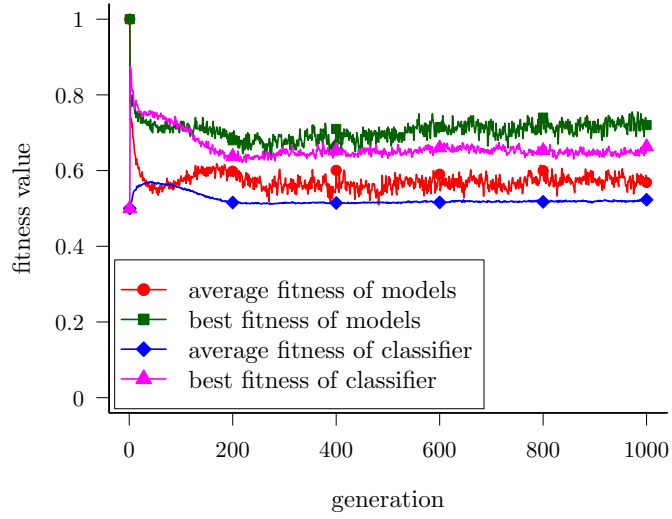 1
0.8
0.6
0.4
0.2
0
fitness value
average fitness of models
best fitness of models
average fitness of classifier
best fitness of classifier
0 200 400 600 800 1000
generation